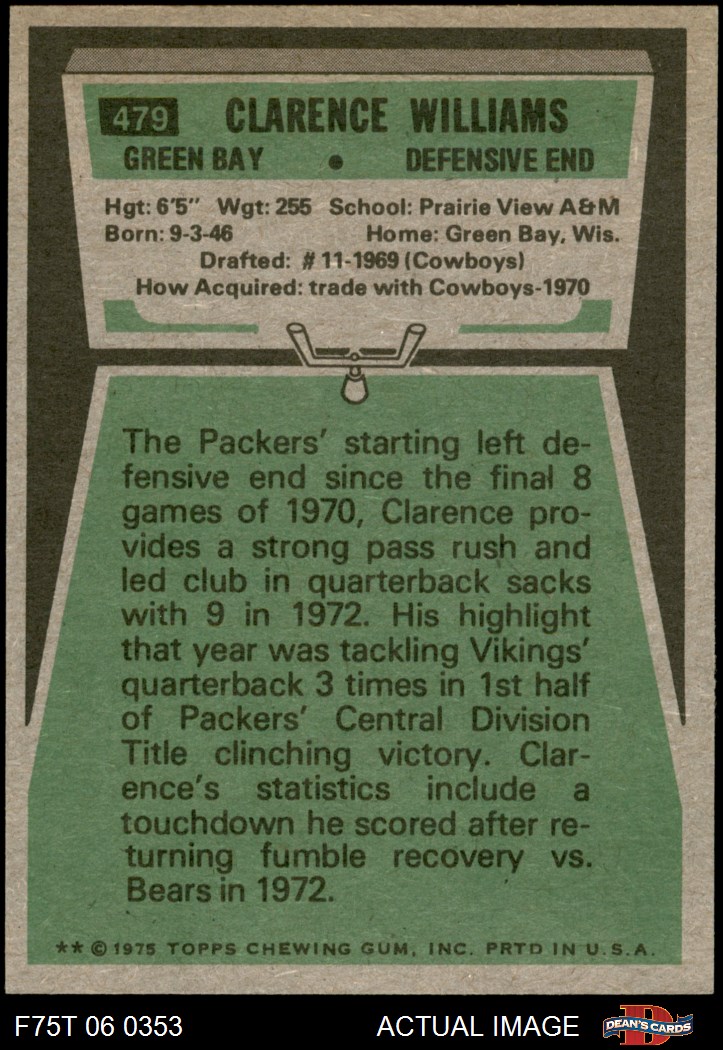 479 CLARENCE WILLIAMS
GREEN BAY • DEFENSIVE END
Hgt: 6'5" Wgt: 255 School: Prairie View A&M
Born: 9-3-46 Home: Green Bay, Wis.
Drafted: #11-1969 (Cowboys)
How Acquired: trade with Cowboys-1970
The Packers' starting left de-
fensive end since the final 8
games of 1970, Clarence pro-
vides a strong pass rush and
led club in quarterback sacks
with 9 in 1972. His highlight
that year was tackling Vikings'
quarterback 3 times in 1st half
of Packers' Central Division
Title clinching victory. Clar-
ence's statistics include a
touchdown he scored after re-
turning fumble recovery vs.
Bears in 1972.
** © 1975 TOPPS CHEWING GUM, INC. PRTD IN U.S.A.
F75T 06 0353 ACTUAL IMAGE D DEAN'S CARDS